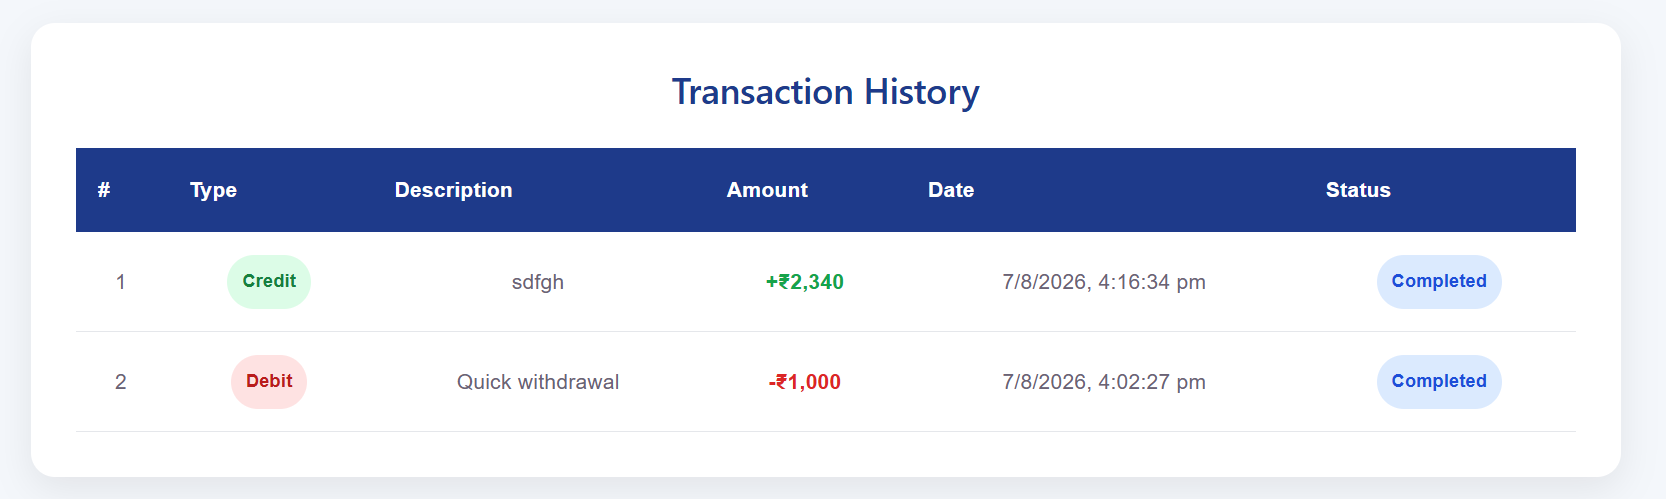 Transaction History
# Type Description Amount Date Status
1 Credit sdfgh +₹2,340 7/8/2026, 4:16:34 pm Completed
2 Debit Quick withdrawal -₹1,000 7/8/2026, 4:02:27 pm Completed